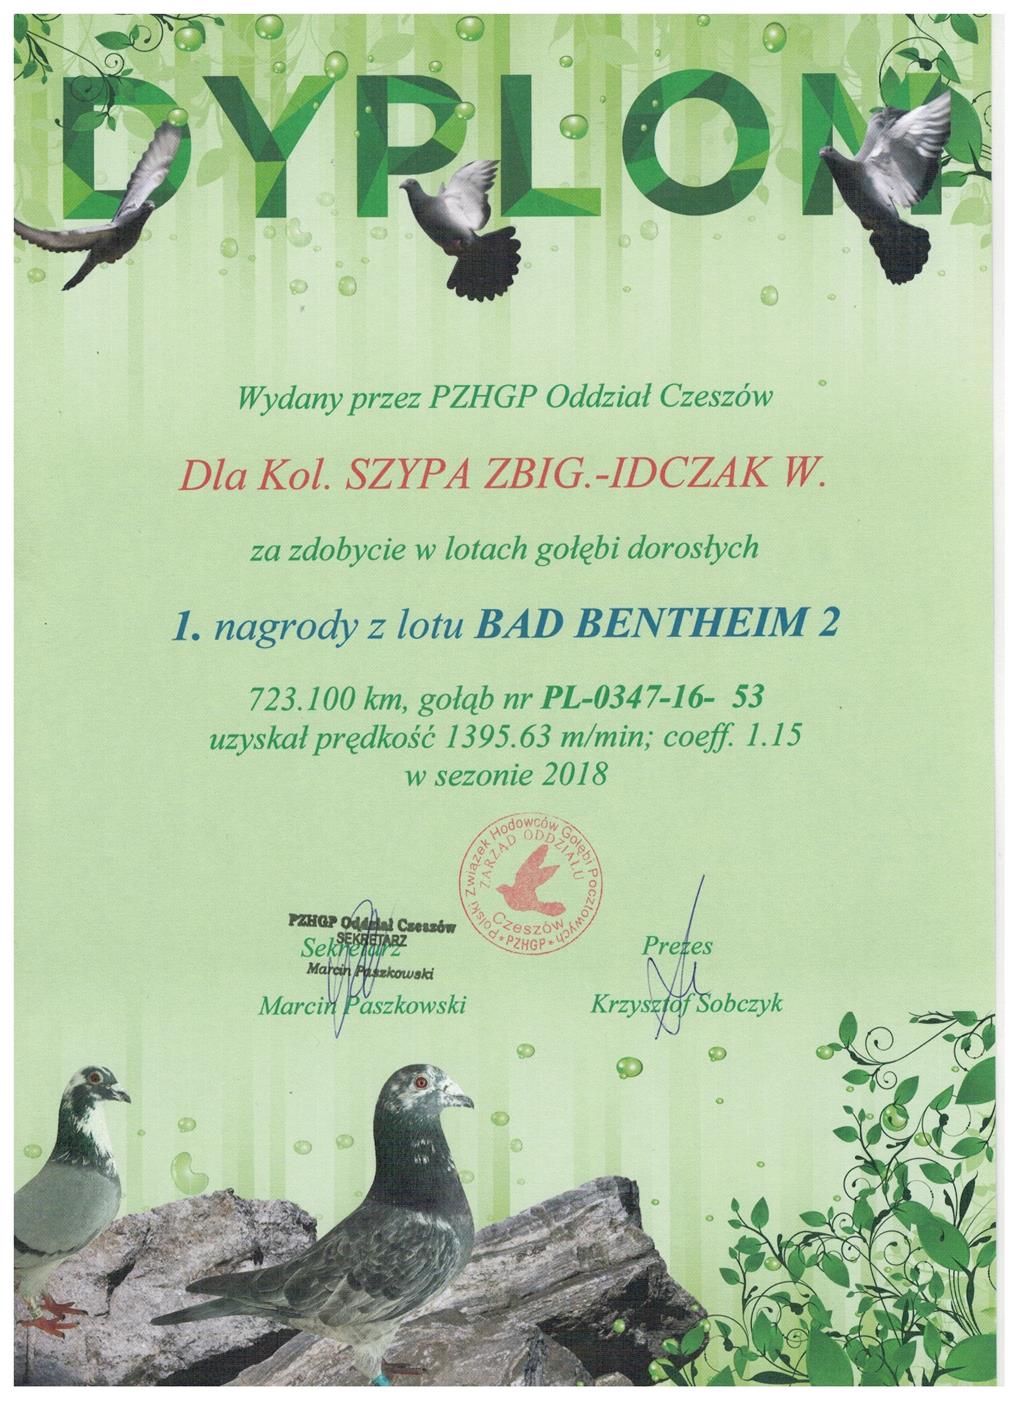 DYPLOM
Wydany przez PZHGP Oddział Czeszów
Dla Kol. SZYPA ZBIG.-IDCZAK W.
za zdobycie w lotach gołębi dorosłych
1. nagrody z lotu BAD BENTHEIM 2
723.100 km, gołąb nr PL-0347-16- 53
uzyskał prędkość 1395.63 m/min; coeff. 1.15
w sezonie 2018
Polski Związek Hodowców Gołębi Pocztowych
ZARZĄD ODDZIAŁU
Czeszów
*PZHGP*
PZHGP Oddział Czeszów
SEKRETARZ
Sekretarz
Marcin Paszkowski
Marcin Paszkowski
Prezes
Krzysztof Sobczyk